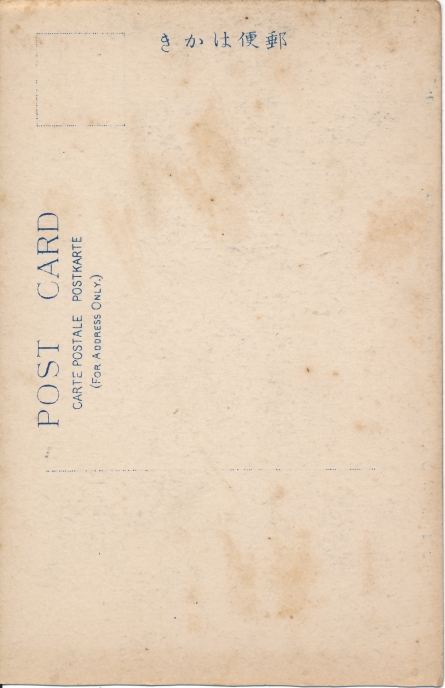 郵便はかき
POST CARD
CARTE POSTALE POSTKARTE
(FOR ADDRESS ONLY.)